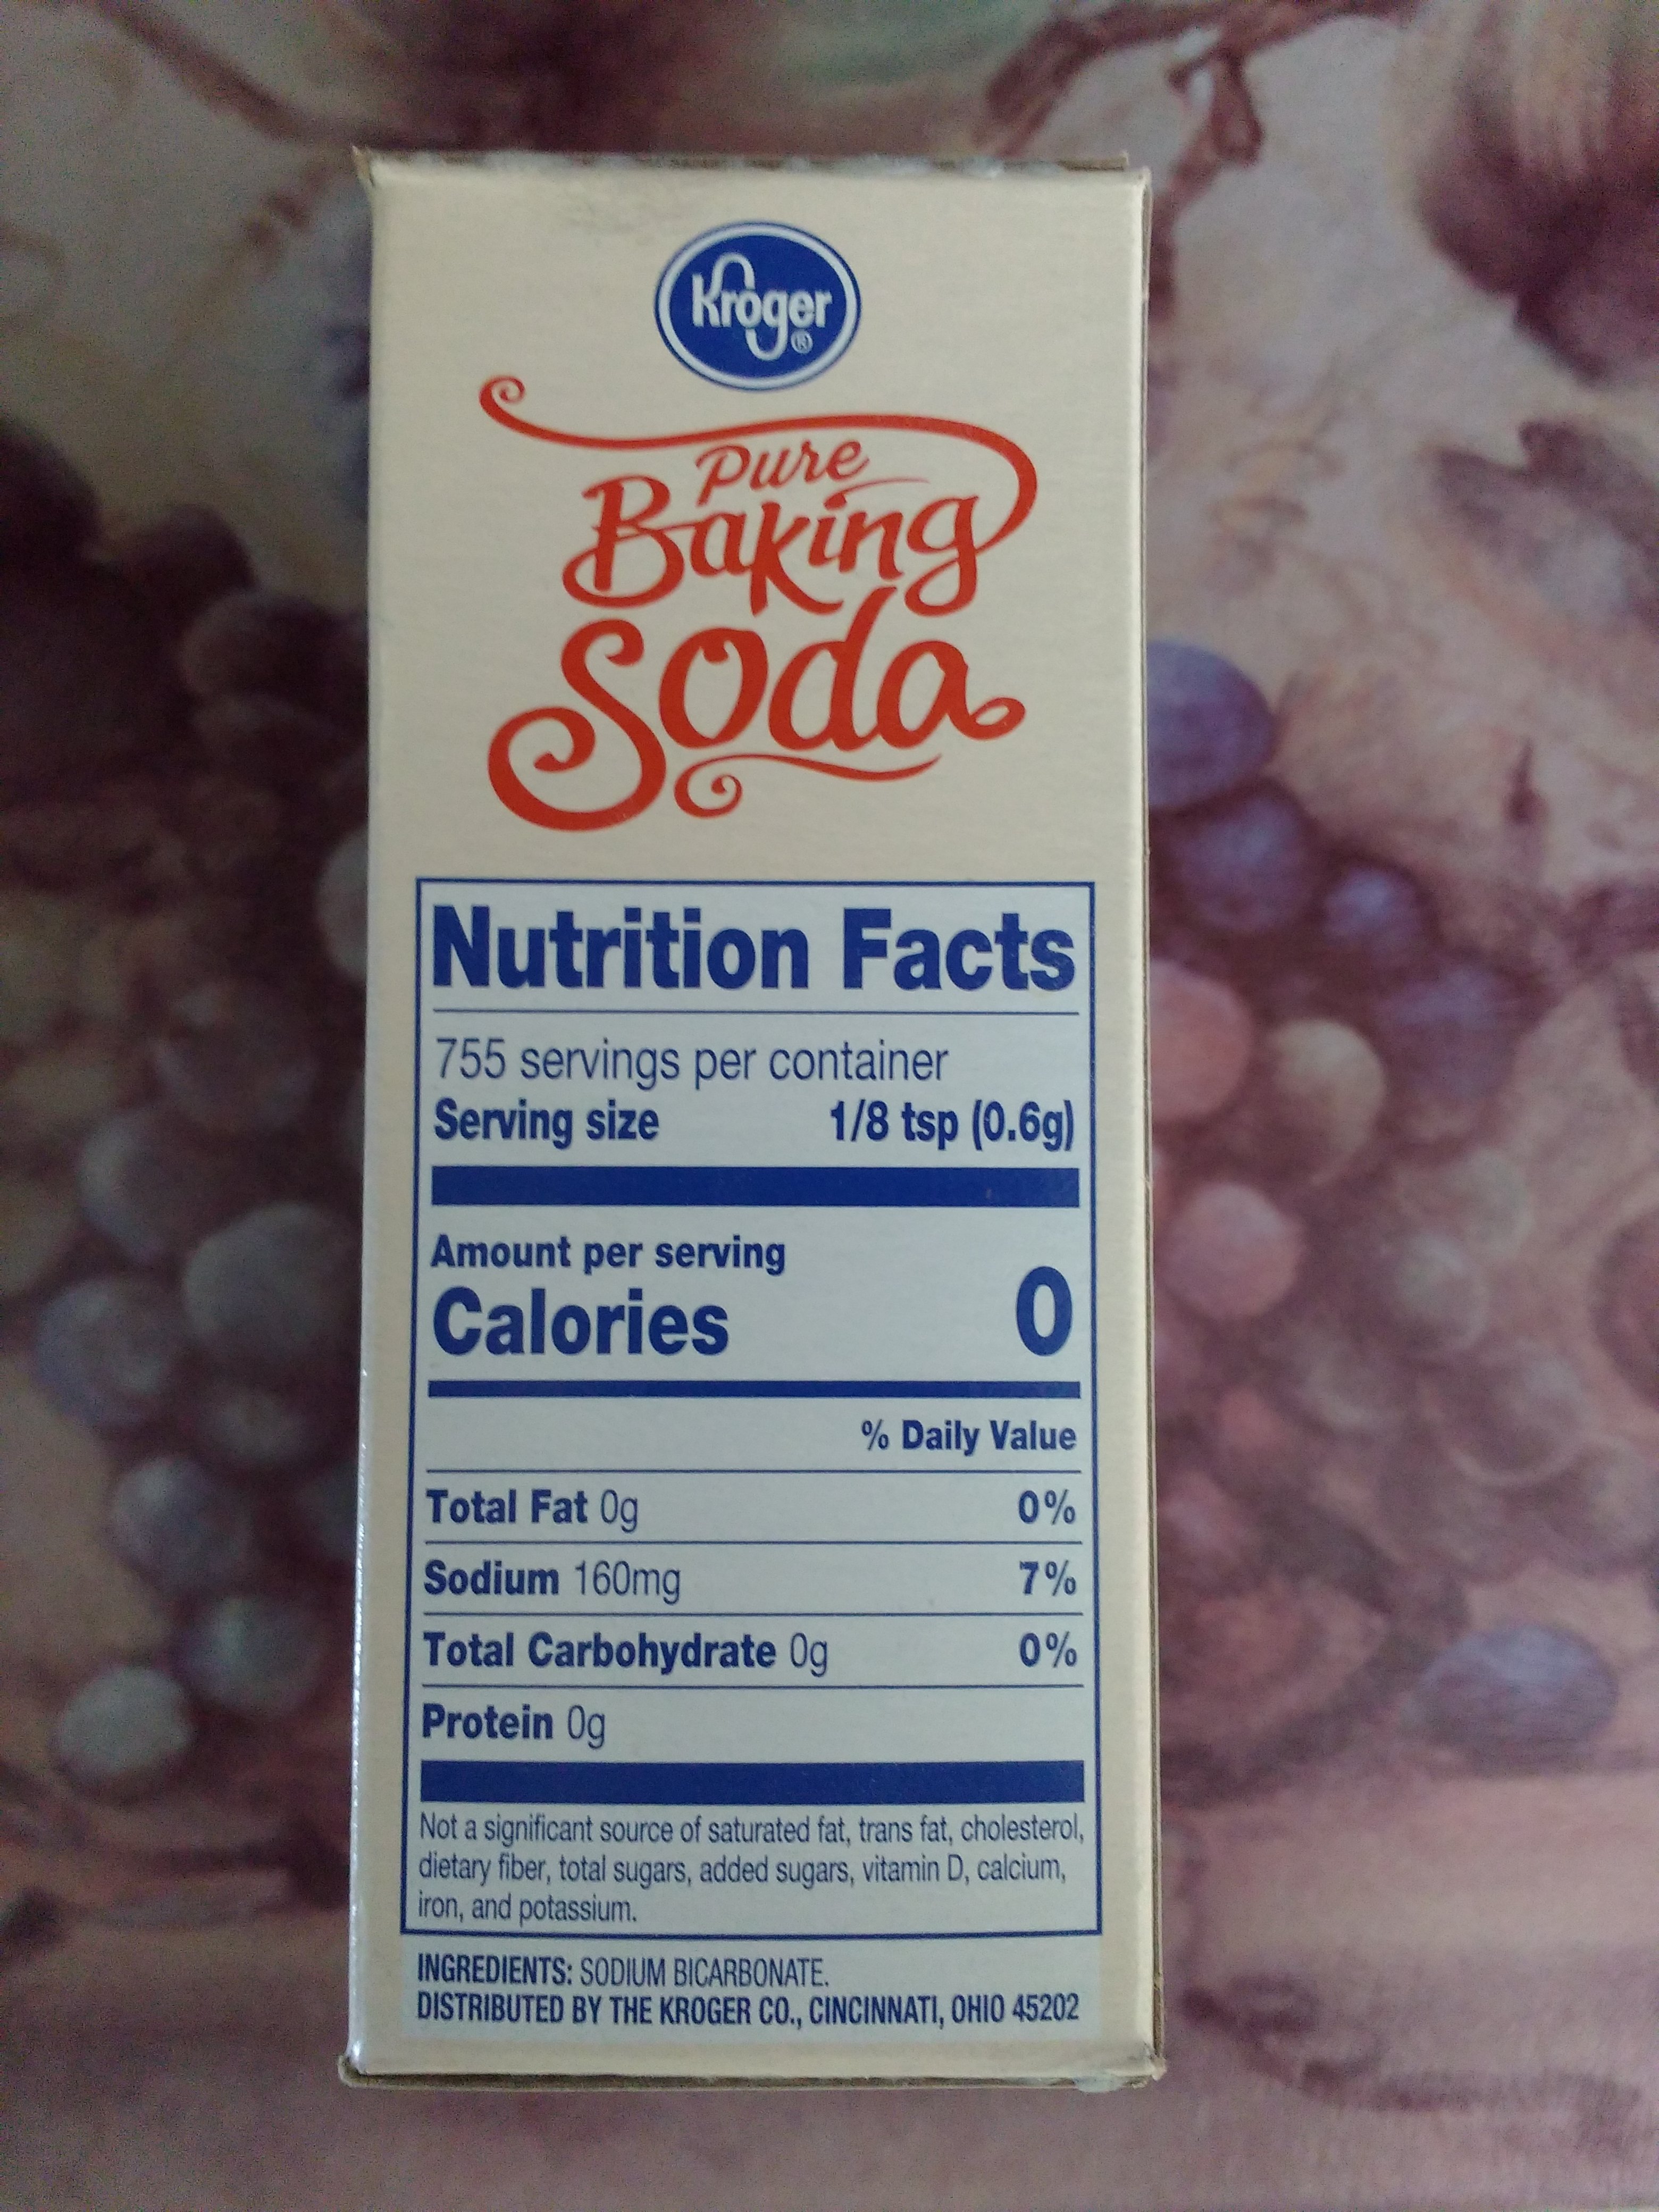 Kroger®
Pure
Baking
Soda
Nutrition Facts
755 servings per container
Serving size 1/8 tsp (0.6g)
Amount per serving
Calories 0
% Daily Value
Total Fat 0g 0%
Sodium 160mg 7%
Total Carbohydrate 0g 0%
Protein 0g
Not a significant source of saturated fat, trans fat, cholesterol,
dietary fiber, total sugars, added sugars, vitamin D, calcium,
iron, and potassium.
INGREDIENTS: SODIUM BICARBONATE.
DISTRIBUTED BY THE KROGER CO., CINCINNATI, OHIO 45202